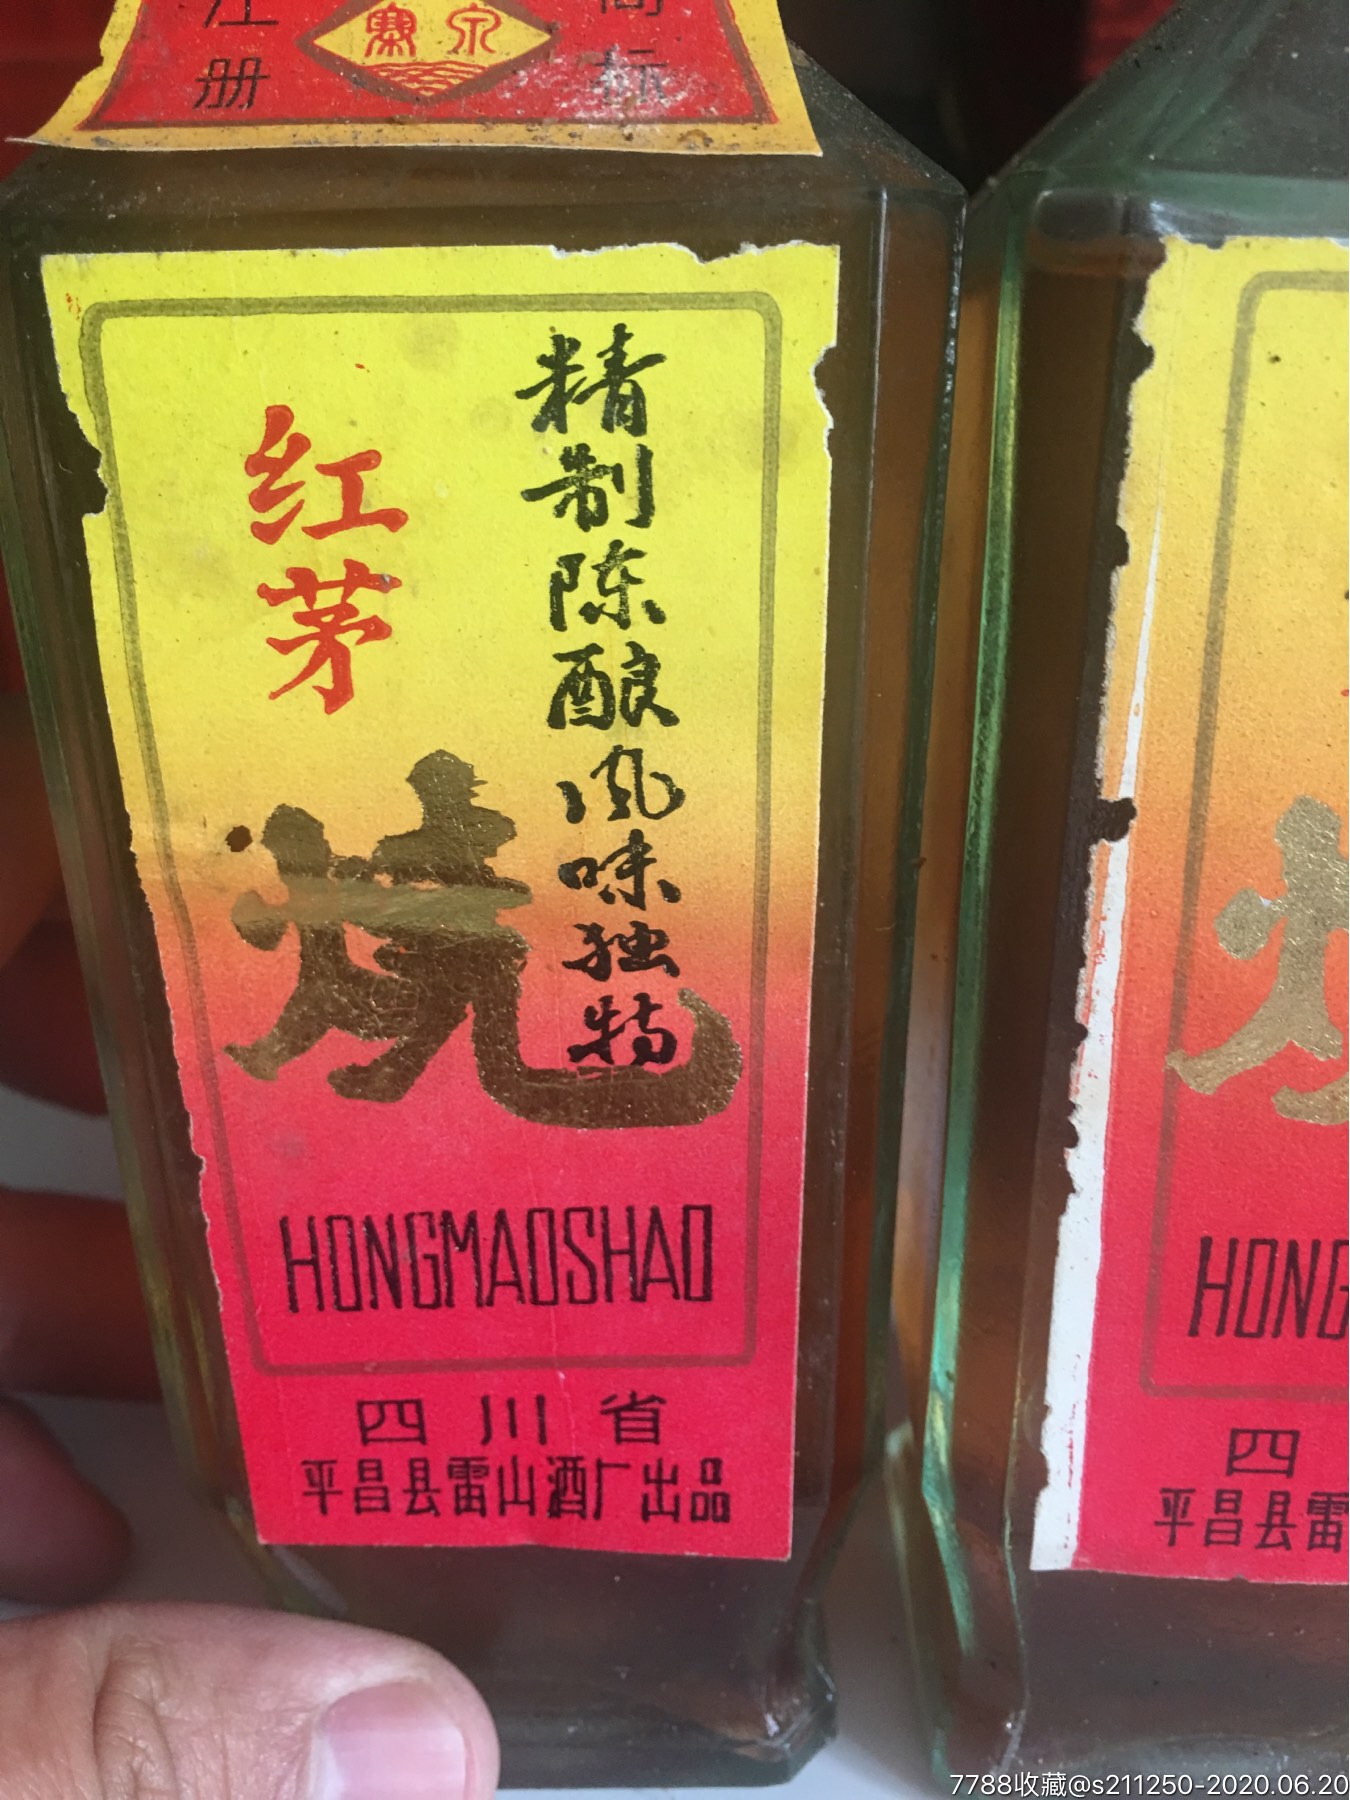 注册
商标
寨泉
精制陈酿风味独特
红茅
烧
HONGMAOSHAO
四川省
平昌县雷山酒厂出品
HONG
四
平昌县雷
7788收藏@s211250-2020.06.20